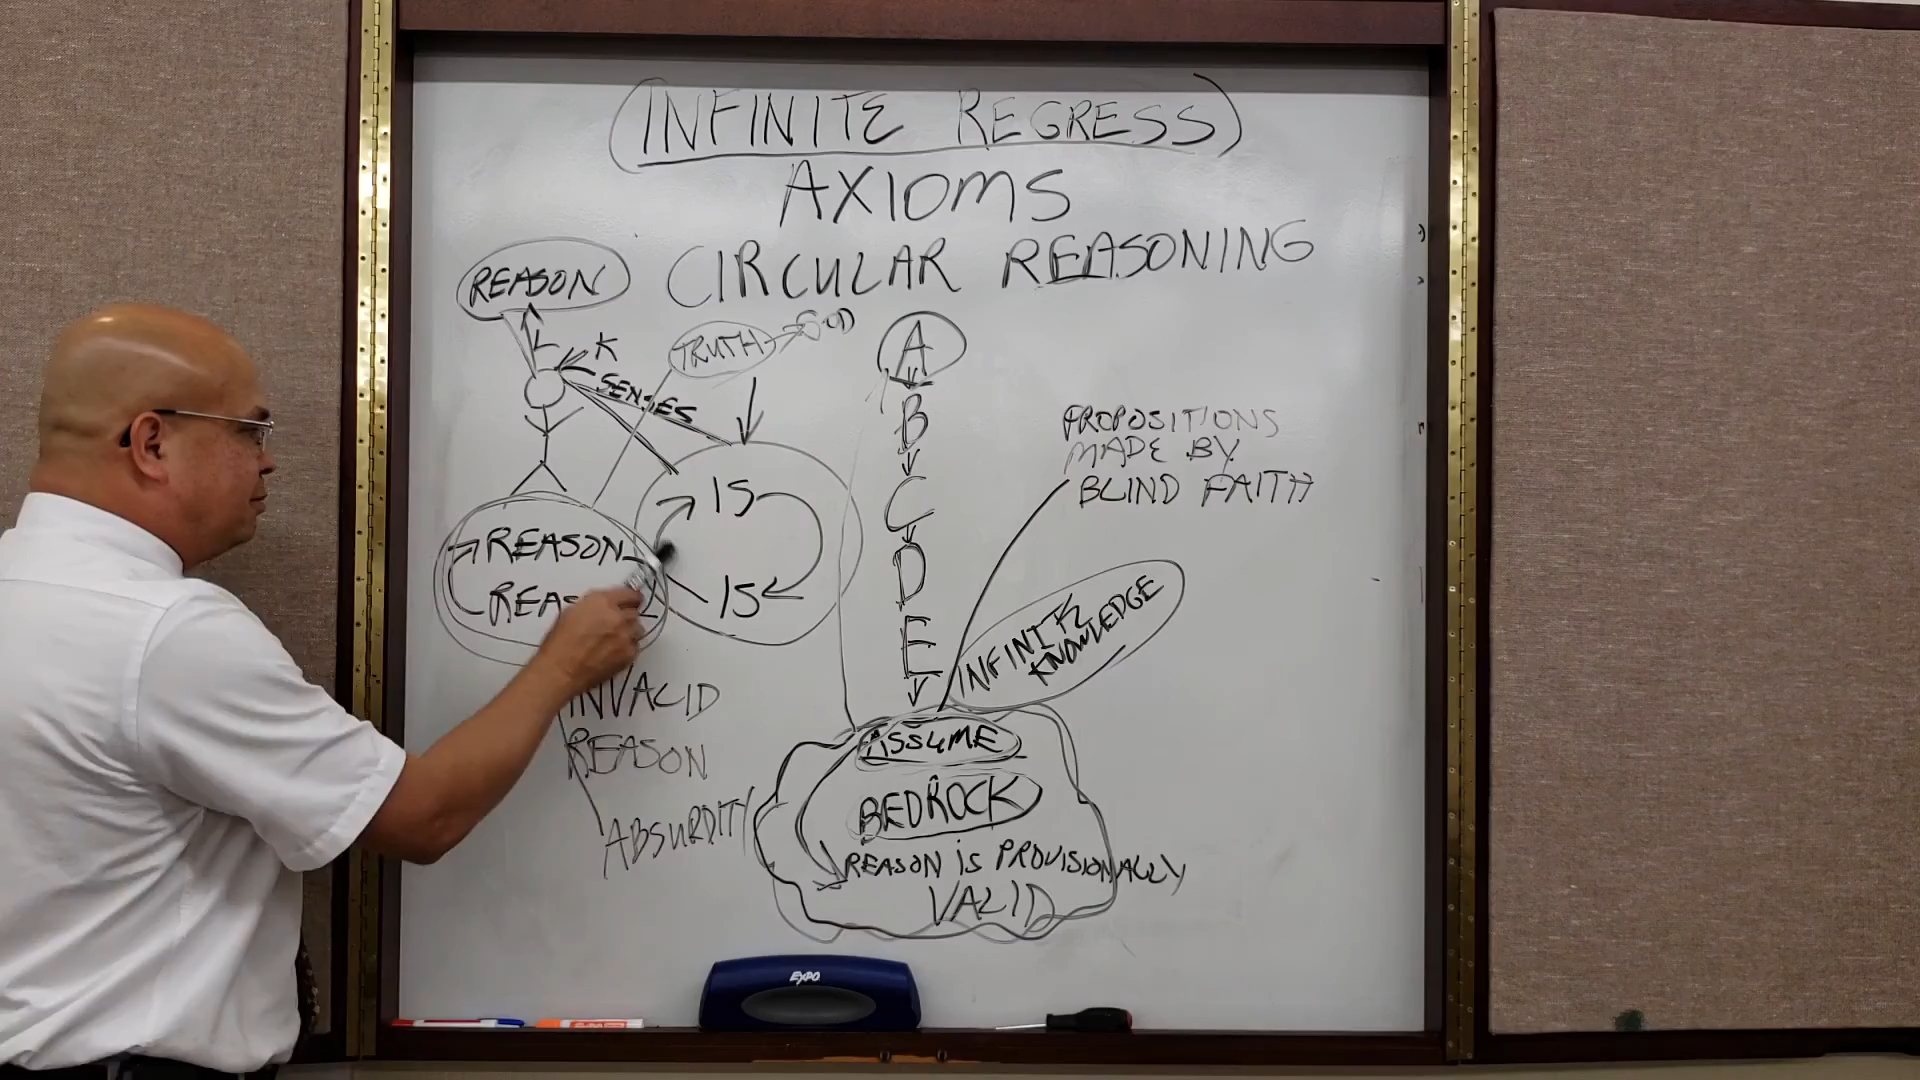 INFINITE REGRESS
AXIOMS
CIRCULAR REASONING
REASON
K
SENSES
TRUTH → GOD
IS
IS
REASON
INVALID
REASON
ABSURDITY
A
B
C
D
E
ASSUME
BEDROCK
REASON IS PROVISIONALLY
VALID
PROPOSITIONS
MADE BY
BLIND FAITH
INFINITE
KNOWLEDGE
EXPO